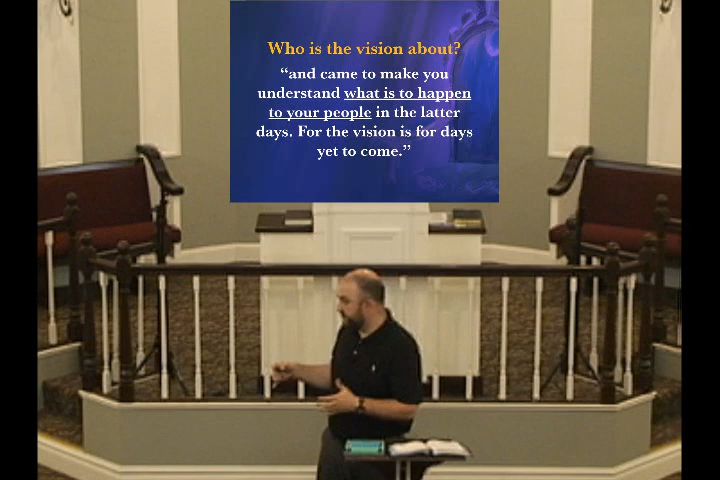 Who is the vision about?
“and came to make you
understand what is to happen
to your people in the latter
days. For the vision is for days
yet to come.”